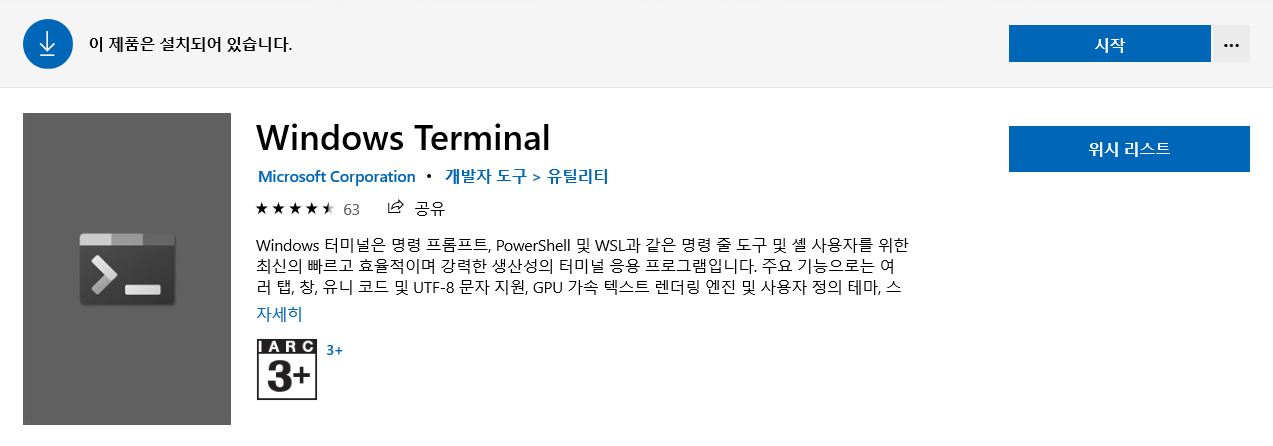 이 제품은 설치되어 있습니다.
시작
...
Windows Terminal
위시 리스트
Microsoft Corporation • 개발자 도구 > 유틸리티
63 공유
Windows 터미널은 명령 프롬프트, PowerShell 및 WSL과 같은 명령 줄 도구 및 셸 사용자를 위한
최신의 빠르고 효율적이며 강력한 생산성의 터미널 응용 프로그램입니다. 주요 기능으로는 여
러 탭, 창, 유니 코드 및 UTF-8 문자 지원, GPU 가속 텍스트 렌더링 엔진 및 사용자 정의 테마, 스
자세히
IARC
3+
3+